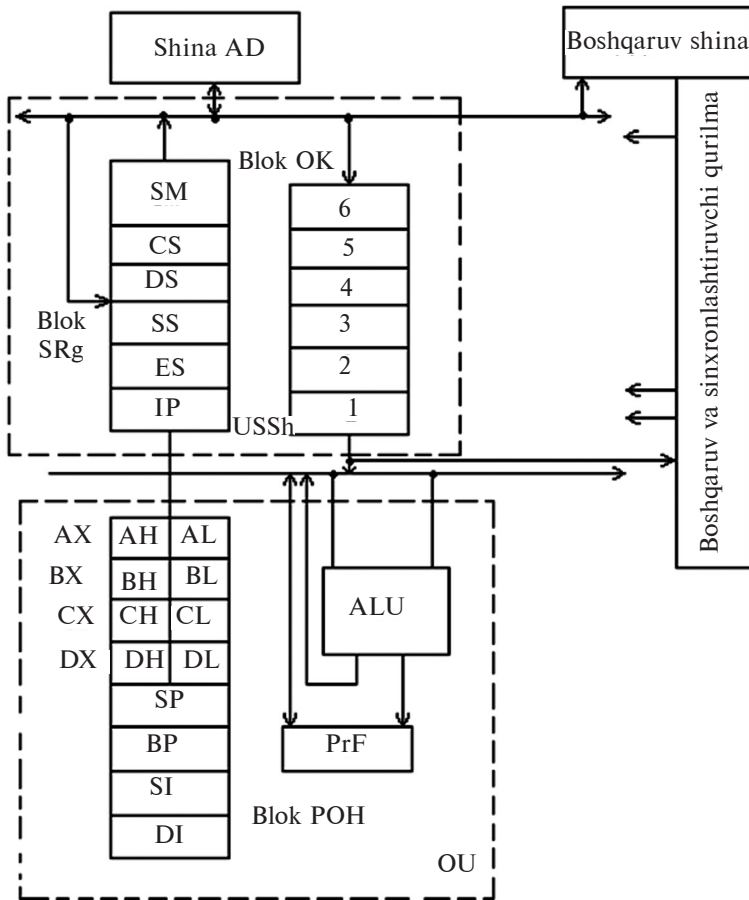 Shina AD
Boshqaruv shina
Blok OK
SM
CS
DS
SS
ES
IP
6
5
4
3
2
1
Blok
SRg
USSh
Boshqaruv va sinxronlashtiruvchi qurilma
AX AH AL
BX BH BL
CX CH CL
DX DH DL
SP
BP
SI
DI
ALU
PrF
Blok POH
OU